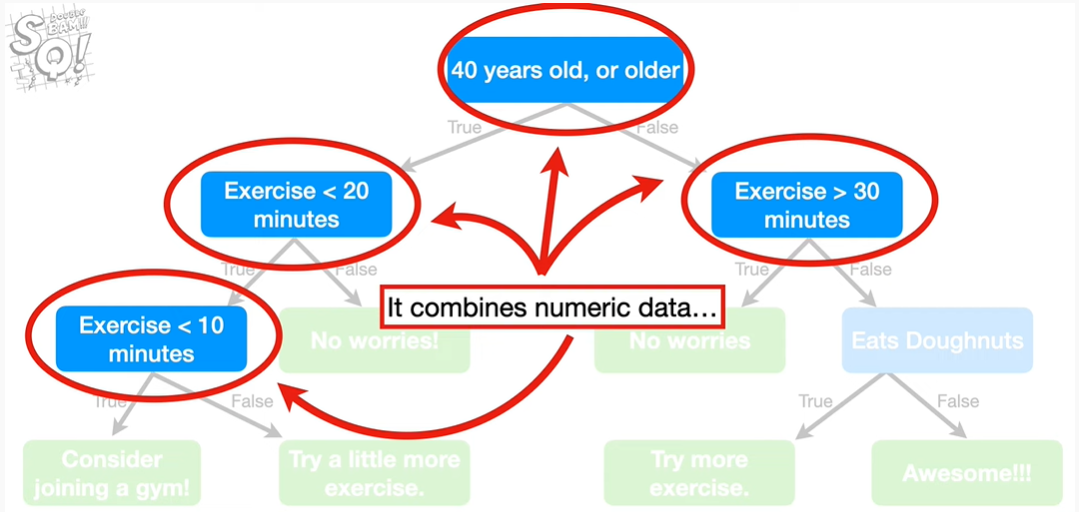 DOUBLE
BAM!!!
SQ!
40 years old, or older
True
False
Exercise < 20
minutes
Exercise > 30
minutes
True
False
True
False
It combines numeric data...
Exercise < 10
minutes
No worries!
No worries
Eats Doughnuts
True
False
True
False
Consider
joining a gym!
Try a little more
exercise.
Try more
exercise.
Awesome!!!